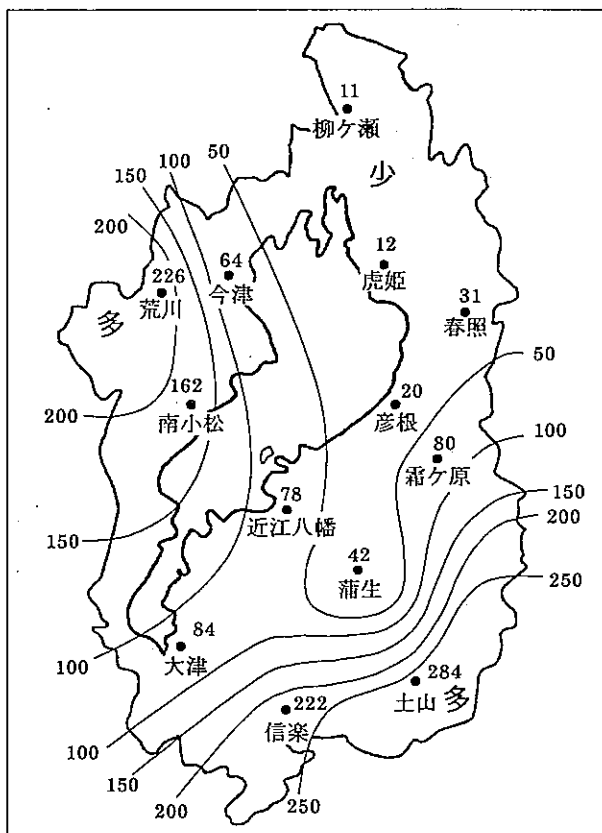 11
柳ケ瀬
少
50
100
150
200
226
荒川
多
64
今津
12
虎姫
31
春照
50
162
南小松
200
20
彦根
80
霜ケ原
100
150
200
250
78
近江八幡
150
42
蒲生
84
大津
100
284
土山
多
222
信楽
100
150
200
250